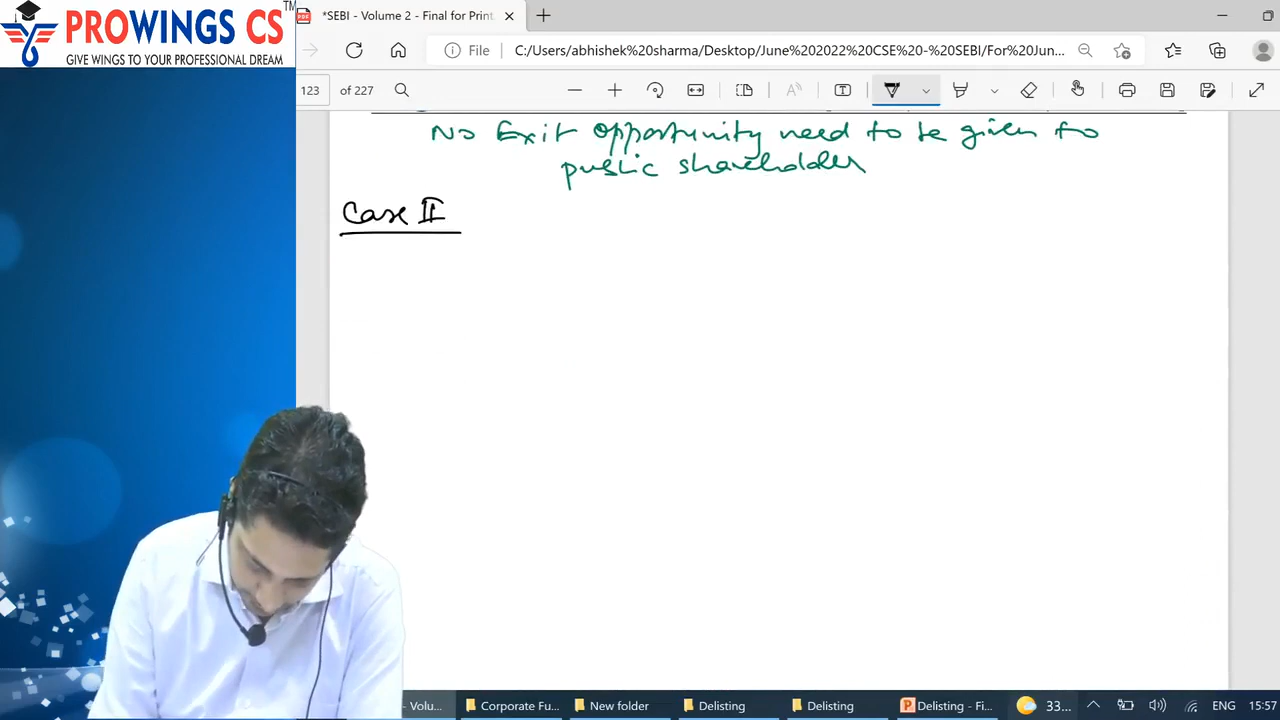 TM
PROWINGS CS
GIVE WINGS TO YOUR PROFESSIONAL DREAM
PDF
*SEBI - Volume 2 - Final for Print
File
C:/Users/abhishek%20sharma/Desktop/June%202022%20CSE%20-%20SEBI/For%20Jun...
123
of 227
No Exit opportunity need to be given to
public shareholder
Case II
- Volu
Corporate Fu...
New folder
Delisting
Delisting
Delisting - Fi...
33...
ENG
15:57